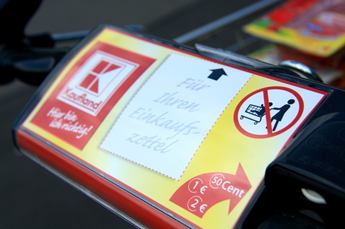 Kaufland
Hier bin
ich richtig!
Für
Ihren
Einkaufs-
zettel
50 Cent
1 €
2 €